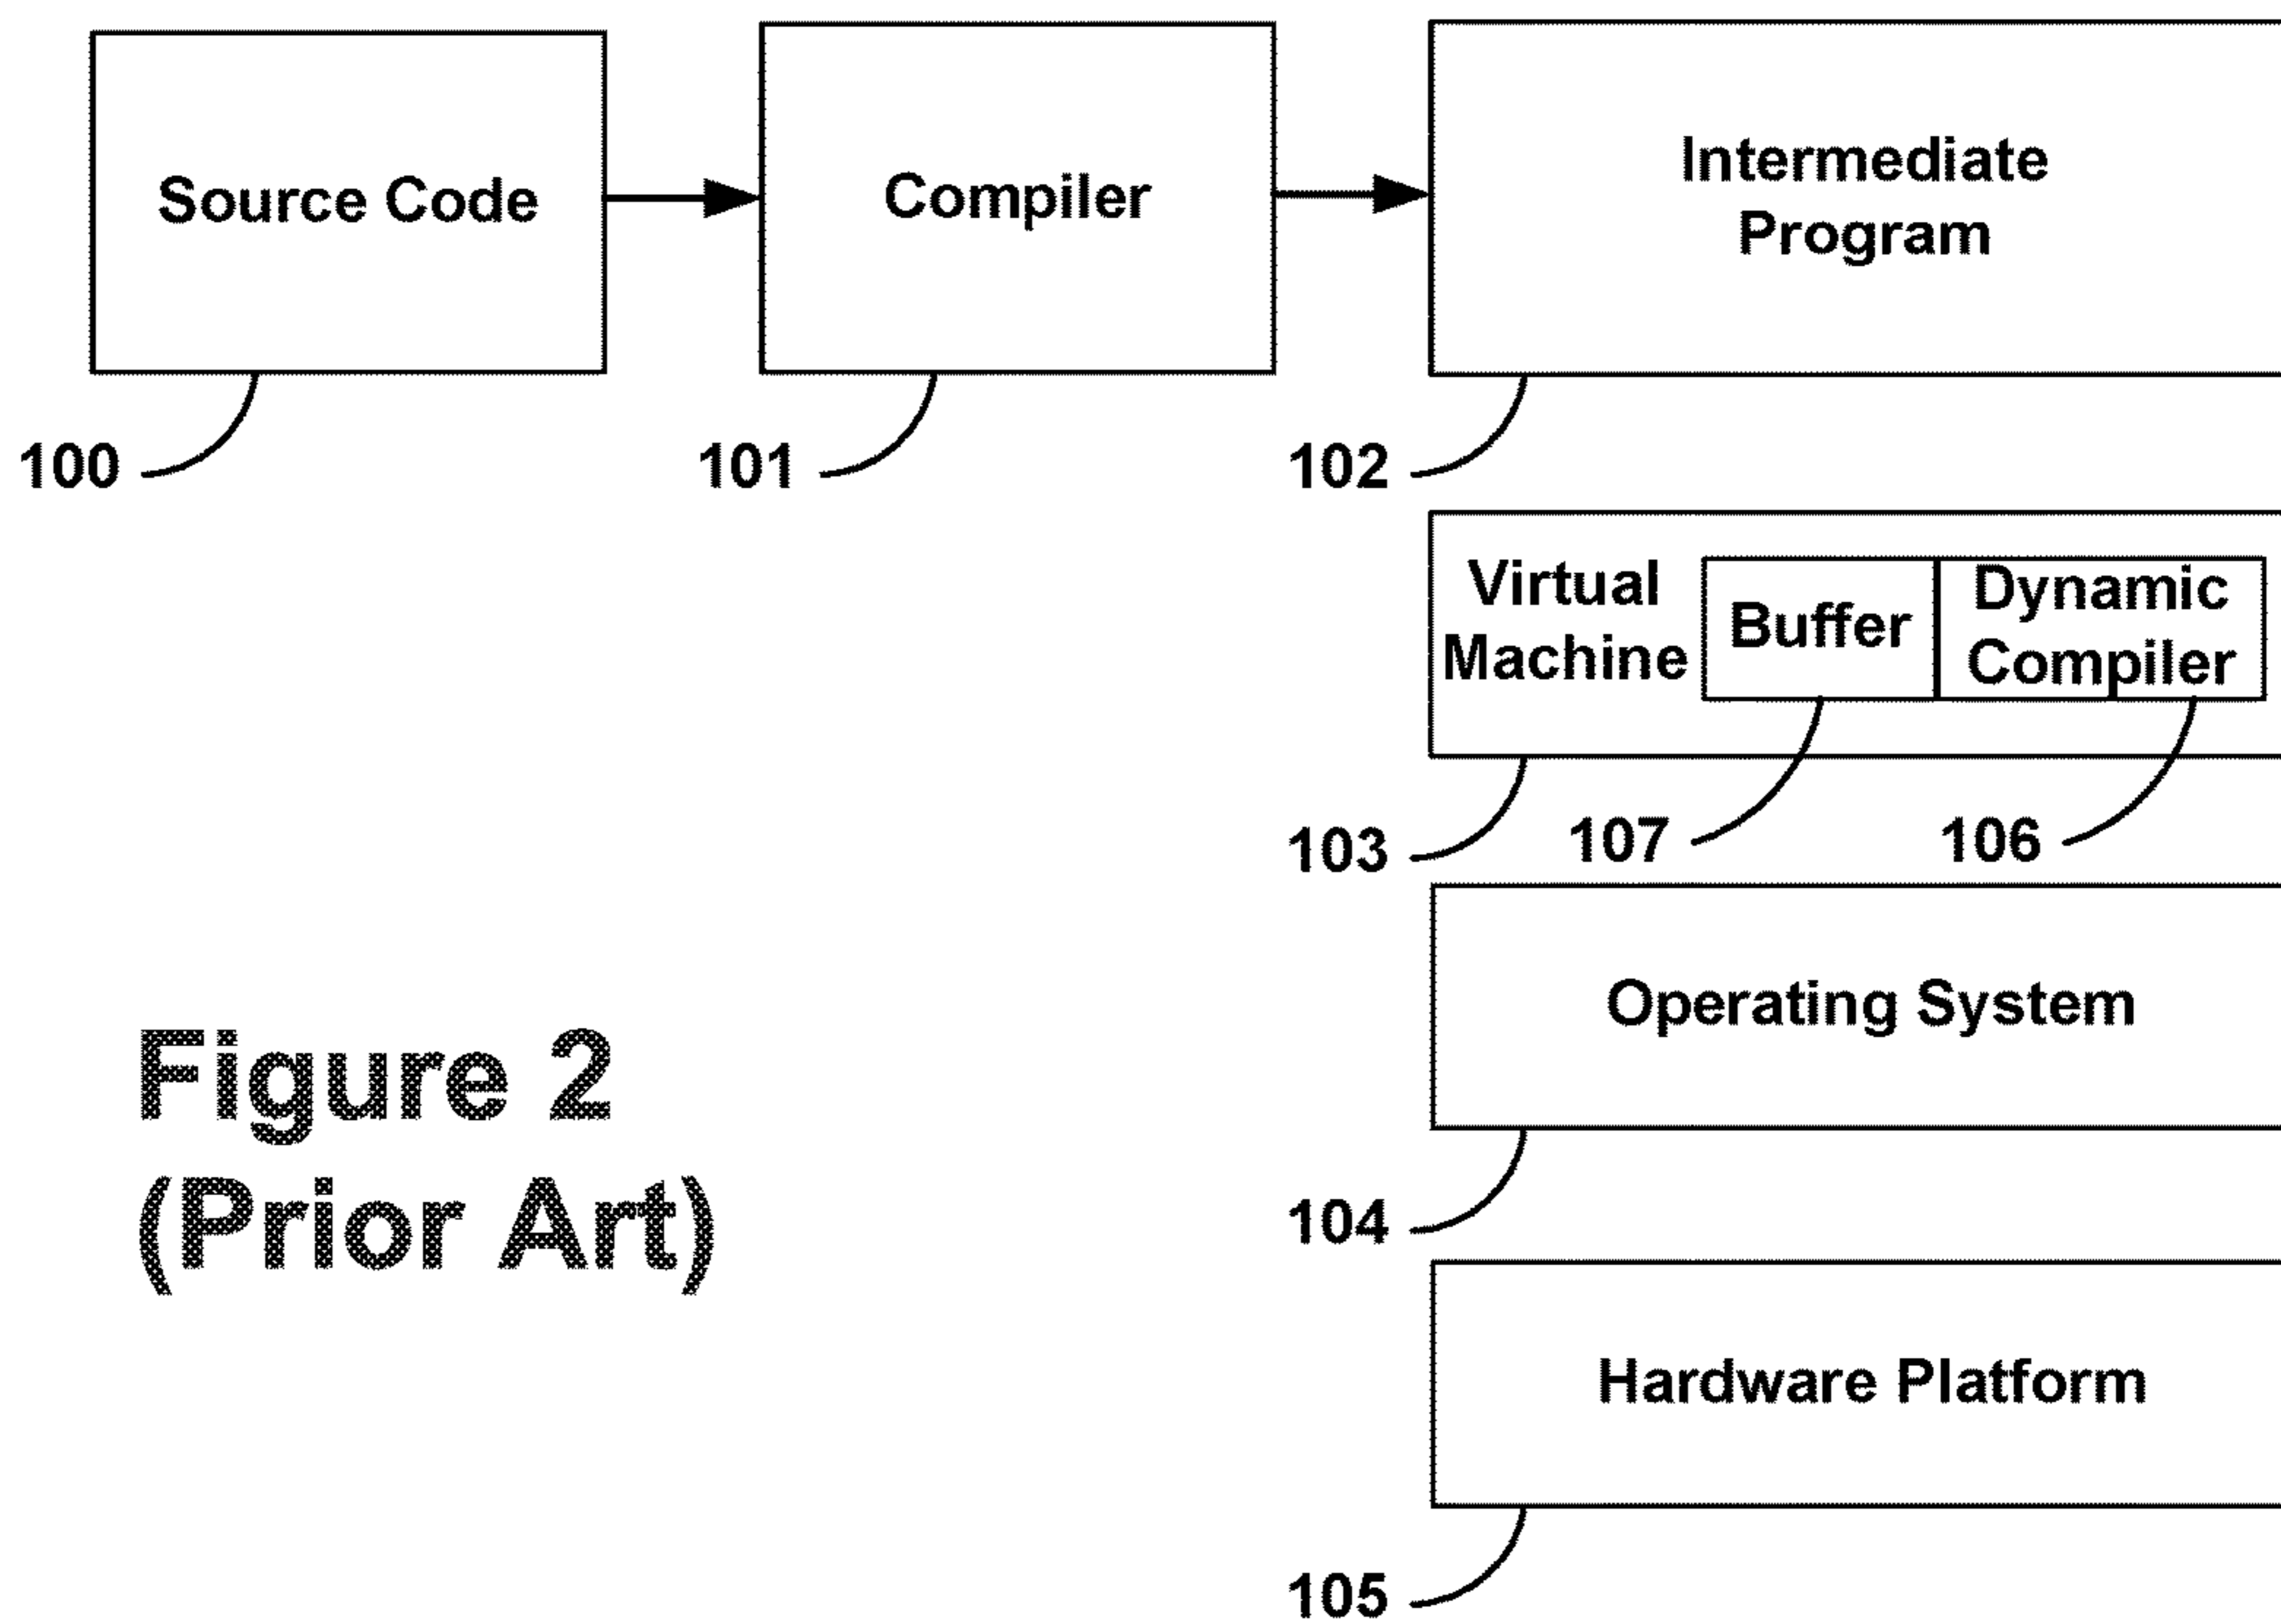 Source Code
Compiler
Intermediate
Program
100
101
102
Virtual
Machine
Buffer
Dynamic
Compiler
103
107
106
Operating System
104
Hardware Platform
105
Figure 2
(Prior Art)